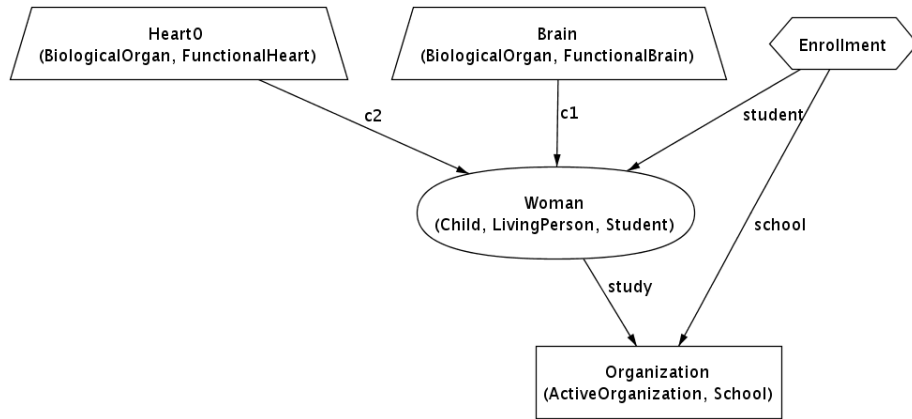 Heart0
(BiologicalOrgan, FunctionalHeart)
Brain
(BiologicalOrgan, FunctionalBrain)
Enrollment
c2
c1
student
Woman
(Child, LivingPerson, Student)
school
study
Organization
(ActiveOrganization, School)